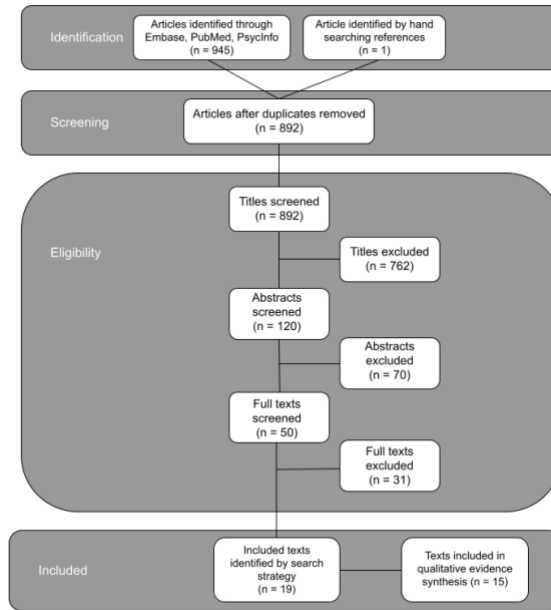 Identification
Articles identified through
Embase, PubMed, PsycInfo
(n = 945)
Article identified by hand
searching references
(n = 1)
Screening
Articles after duplicates removed
(n = 892)
Eligibility
Titles screened
(n = 892)
Titles excluded
(n = 762)
Abstracts
screened
(n = 120)
Abstracts
excluded
(n = 70)
Full texts
screened
(n = 50)
Full texts
excluded
(n = 31)
Included
Included texts
identified by search
strategy
(n = 19)
Texts included in
qualitative evidence
synthesis (n = 15)